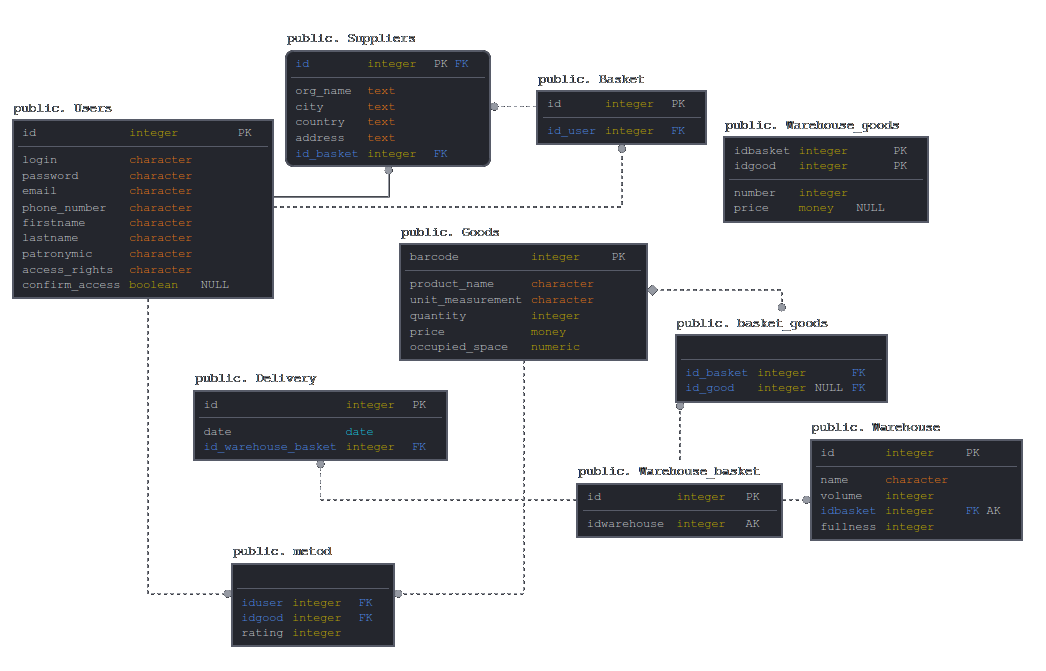 public. Suppliers
id integer PK FK
org_name text
city text
country text
address text
id_basket integer FK
public. Basket
id integer PK
id_user integer FK
public. Users
id integer PK
login character
password character
email character
phone_number character
firstname character
lastname character
patronymic character
access_rights character
confirm_access boolean NULL
public. Warehouse_goods
idbasket integer PK
idgood integer PK
number integer
price money NULL
public. Goods
barcode integer PK
product_name character
unit_measurement character
quantity integer
price money
occupied_space numeric
public. basket_goods
id_basket integer FK
id_good integer NULL FK
public. Delivery
id integer PK
date date
id_warehouse_basket integer FK
public. Warehouse
id integer PK
name character
volume integer
idbasket integer FK AK
fullness integer
public. Warehouse_basket
id integer PK
idwarehouse integer AK
public. metod
iduser integer FK
idgood integer FK
rating integer